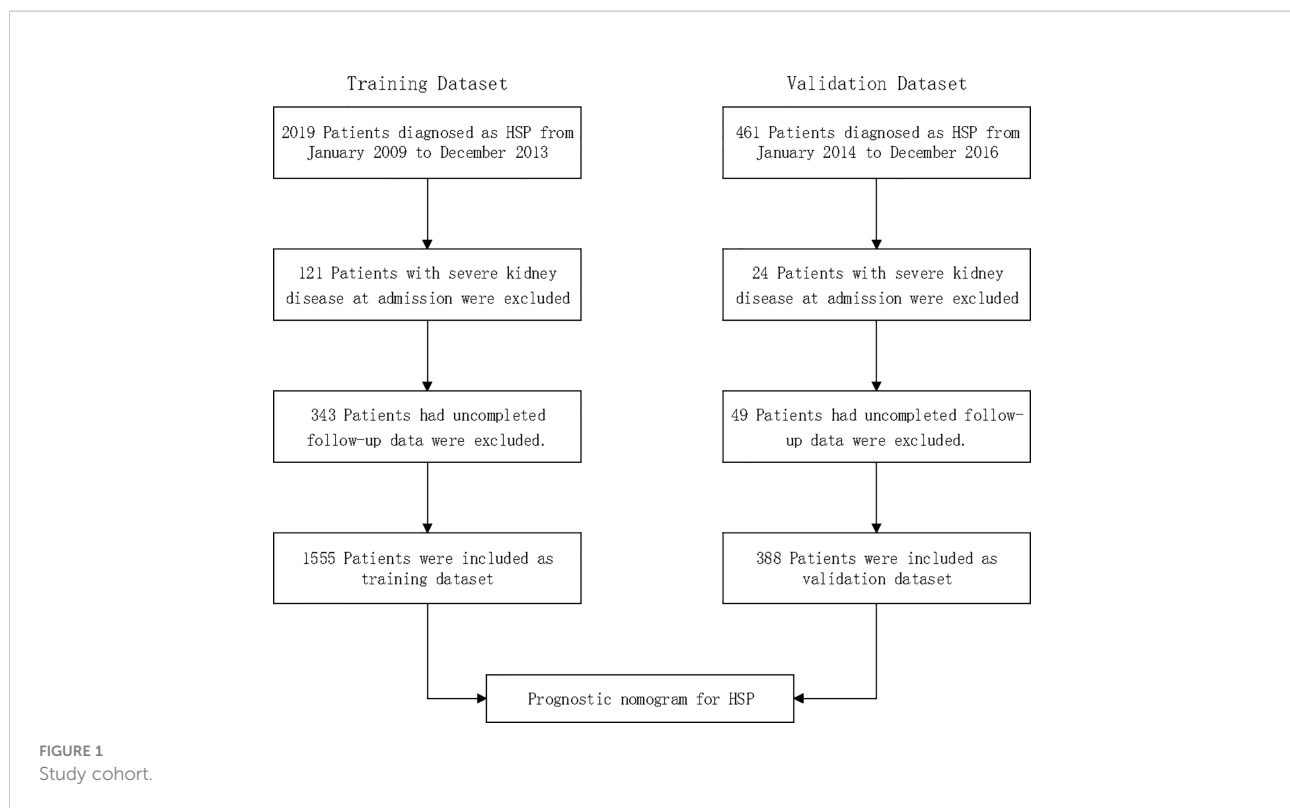 Training Dataset
2019 Patients diagnosed as HSP from
January 2009 to December 2013
121 Patients with severe kidney
disease at admission were excluded
343 Patients had uncompleted
follow-up data were excluded.
1555 Patients were included as
training dataset
Validation Dataset
461 Patients diagnosed as HSP from
January 2014 to December 2016
24 Patients with severe kidney
disease at admission were excluded
49 Patients had uncompleted follow-
up data were excluded.
388 Patients were included as
validation dataset
Prognostic nomogram for HSP
FIGURE 1
Study cohort.